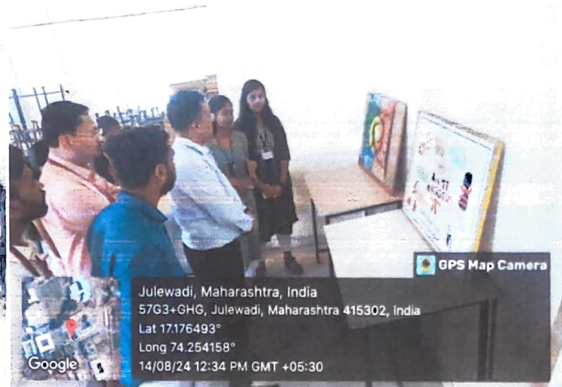 GPS Map Camera
Julewadi, Maharashtra, India
57G3+GHG, Julewadi, Maharashtra 415302, India
Lat 17.176493°
Long 74.254158°
14/08/24 12:34 PM GMT +05:30
Google